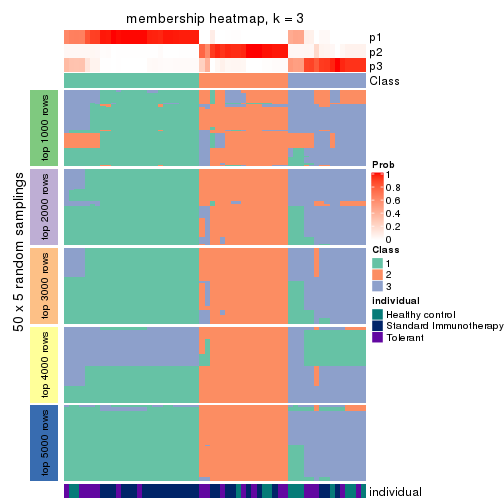 membership heatmap, k = 3
p1
p2
p3
Class
50 x 5 random samplings
top 1000 rows
top 2000 rows
top 3000 rows
top 4000 rows
top 5000 rows
Prob
1
0.8
0.6
0.4
0.2
0
Class
1
2
3
individual
Healthy control
Standard Immunotherapy
Tolerant
individual